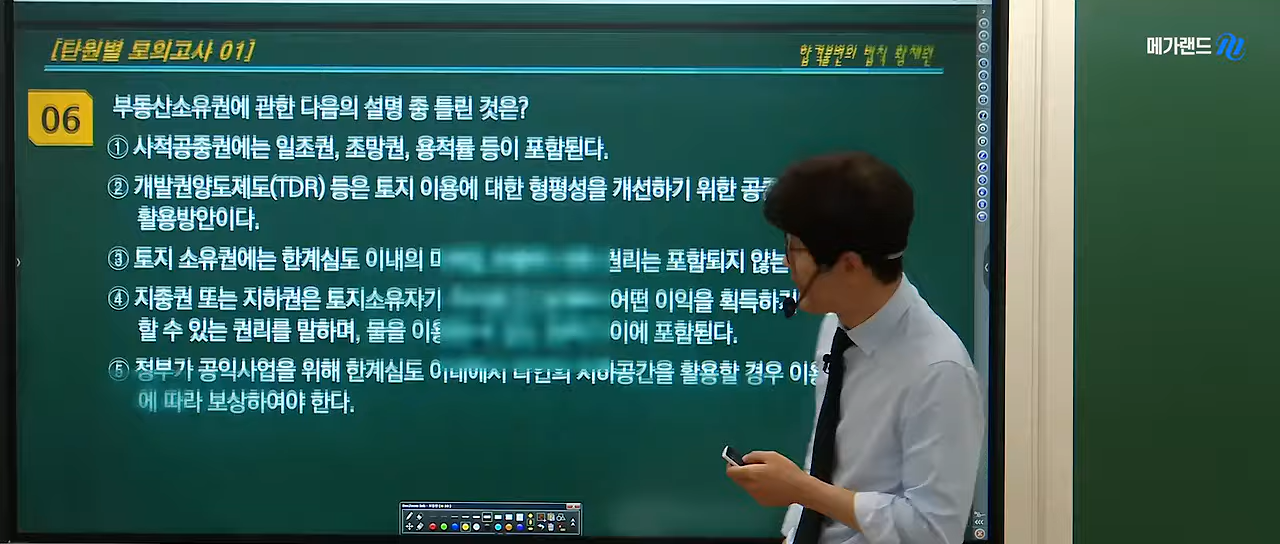 [단원별 모의고사 01]
합격불변의 법칙 황재원
메가랜드
06
부동산소유권에 관한 다음의 설명 중 틀린 것은?
① 사적공중권에는 일조권, 조망권, 용적률 등이 포함된다.
② 개발권양도제도(TDR) 등은 토지 이용에 대한 형평성을 개선하기 위한
활용방안이다.
③ 토지 소유권에는 한계심도 이내의 권리는 포함되지 않는
④ 지중권 또는 지하권은 토지소유자가 어떤 이익을 획득하
할 수 있는 권리를 말하며, 물을 이용 이에 포함된다.
⑤ 정부가 공익사업을 위해 한계심도 이내에서 타인의 지하공간을 활용할 경우
에 따라 보상하여야 한다.